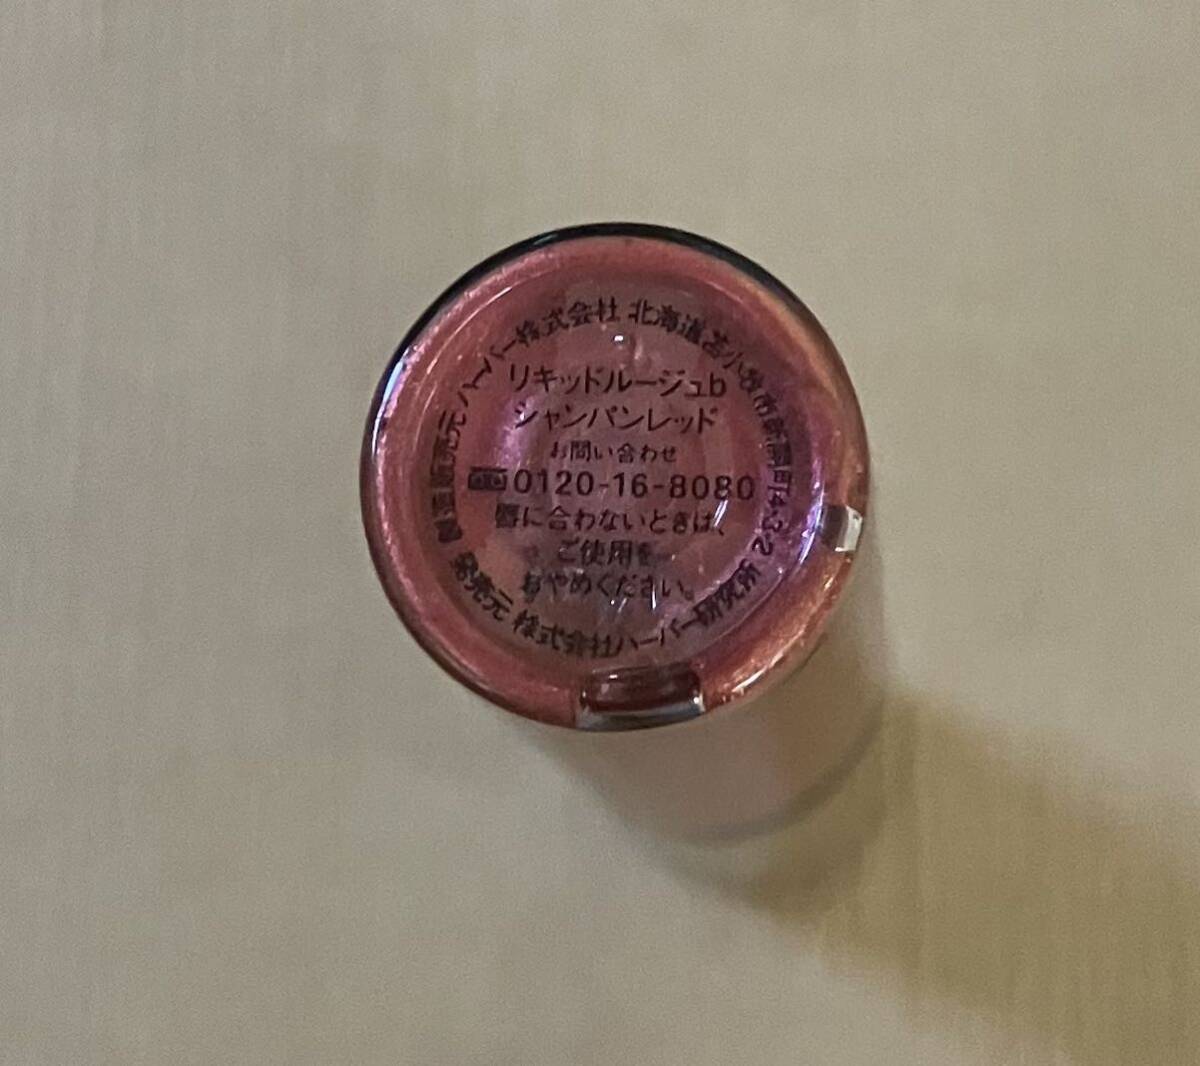 リキッドルージュb
シャンパンレッド
お問い合わせ
0120-16-8080
唇に合わないときは、
ご使用を
おやめください。
製造販売元 ハーバー株式会社 北海道苫小牧市新開町4-3-2
発売元 株式会社ハーバー研究所